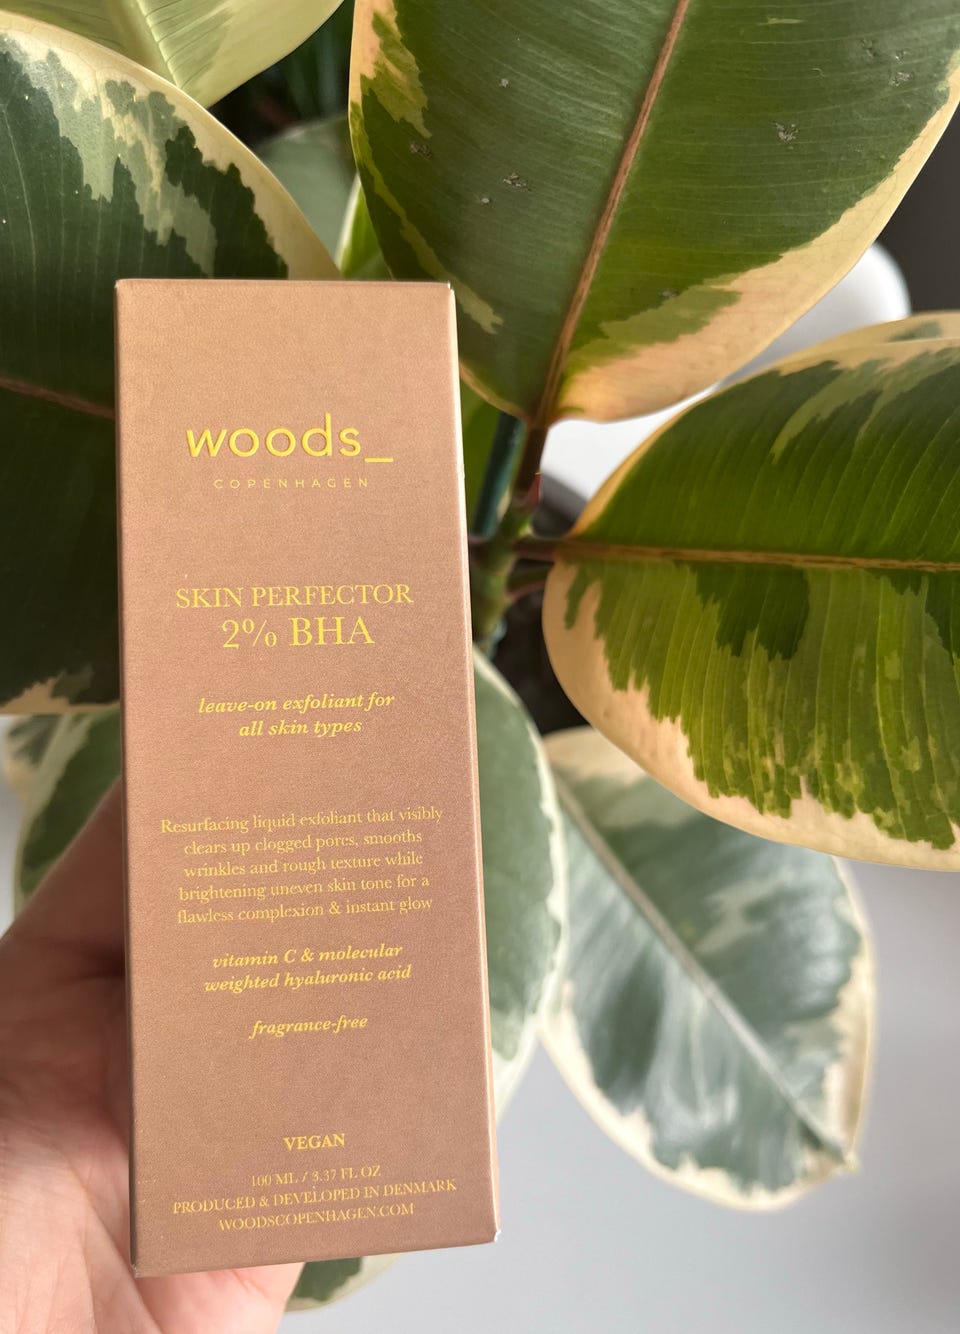 woods_
COPENHAGEN
SKIN PERFECTOR
2% BHA
leave-on exfoliant for
all skin types
Resurfacing liquid exfoliant that visibly
clears up clogged pores, smooths
wrinkles and rough texture while
brightening uneven skin tone for a
flawless complexion & instant glow
vitamin C & molecular
weighted hyaluronic acid
fragrance-free
VEGAN
100 ML / 3.37 FL OZ
PRODUCED & DEVELOPED IN DENMARK
WOODSCOPENHAGEN.COM